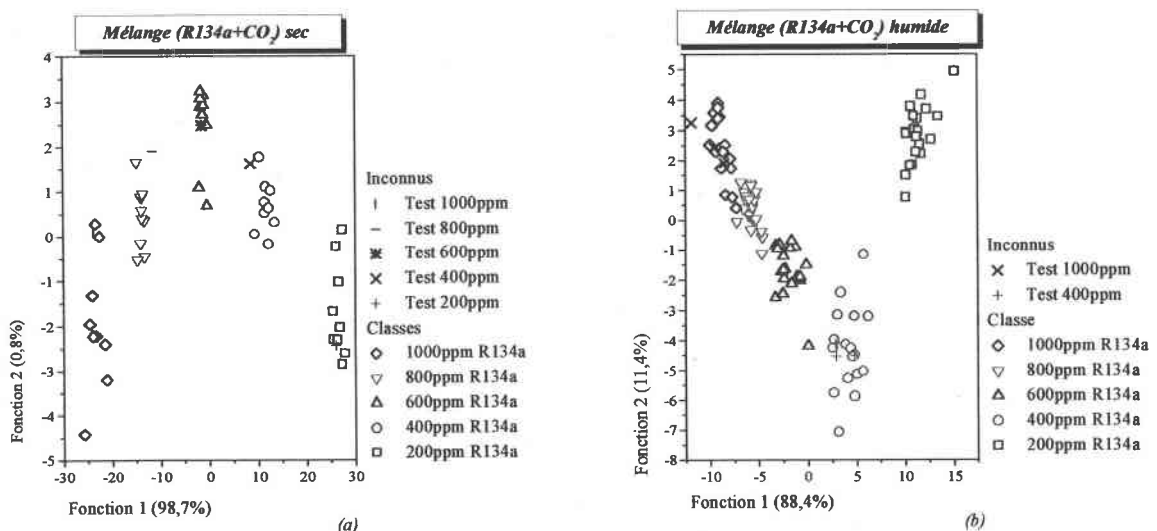 Mélange (R134a+CO2) sec
4
3
2
1
0
-1
-2
-3
-4
-5
Fonction 2 (0,8%)
-30 -20 -10 0 10 20 30
Fonction 1 (98,7%)
(a)
Inconnus
Test 1000ppm
Test 800ppm
Test 600ppm
Test 400ppm
Test 200ppm
Classes
1000ppm R134a
800ppm R134a
600ppm R134a
400ppm R134a
200ppm R134a
Mélange (R134a+CO2) humide
5
4
3
2
1
0
-1
-2
-3
-4
-5
-6
-7
-8
Fonction 2 (11,4%)
-10 -5 0 5 10 15
Fonction 1 (88,4%)
(b)
Inconnus
Test 1000ppm
Test 400ppm
Classe
1000ppm R134a
800ppm R134a
600ppm R134a
400ppm R134a
200ppm R134a